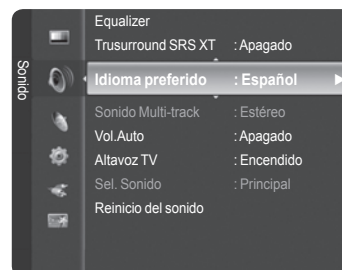 Sonido
Equalizer
Trusurround SRS XT : Apagado
Idioma preferido : Español
Sonido Multi-track : Estéreo
Vol.Auto : Apagado
Altavoz TV : Encendido
Sel. Sonido : Principal
Reinicio del sonido